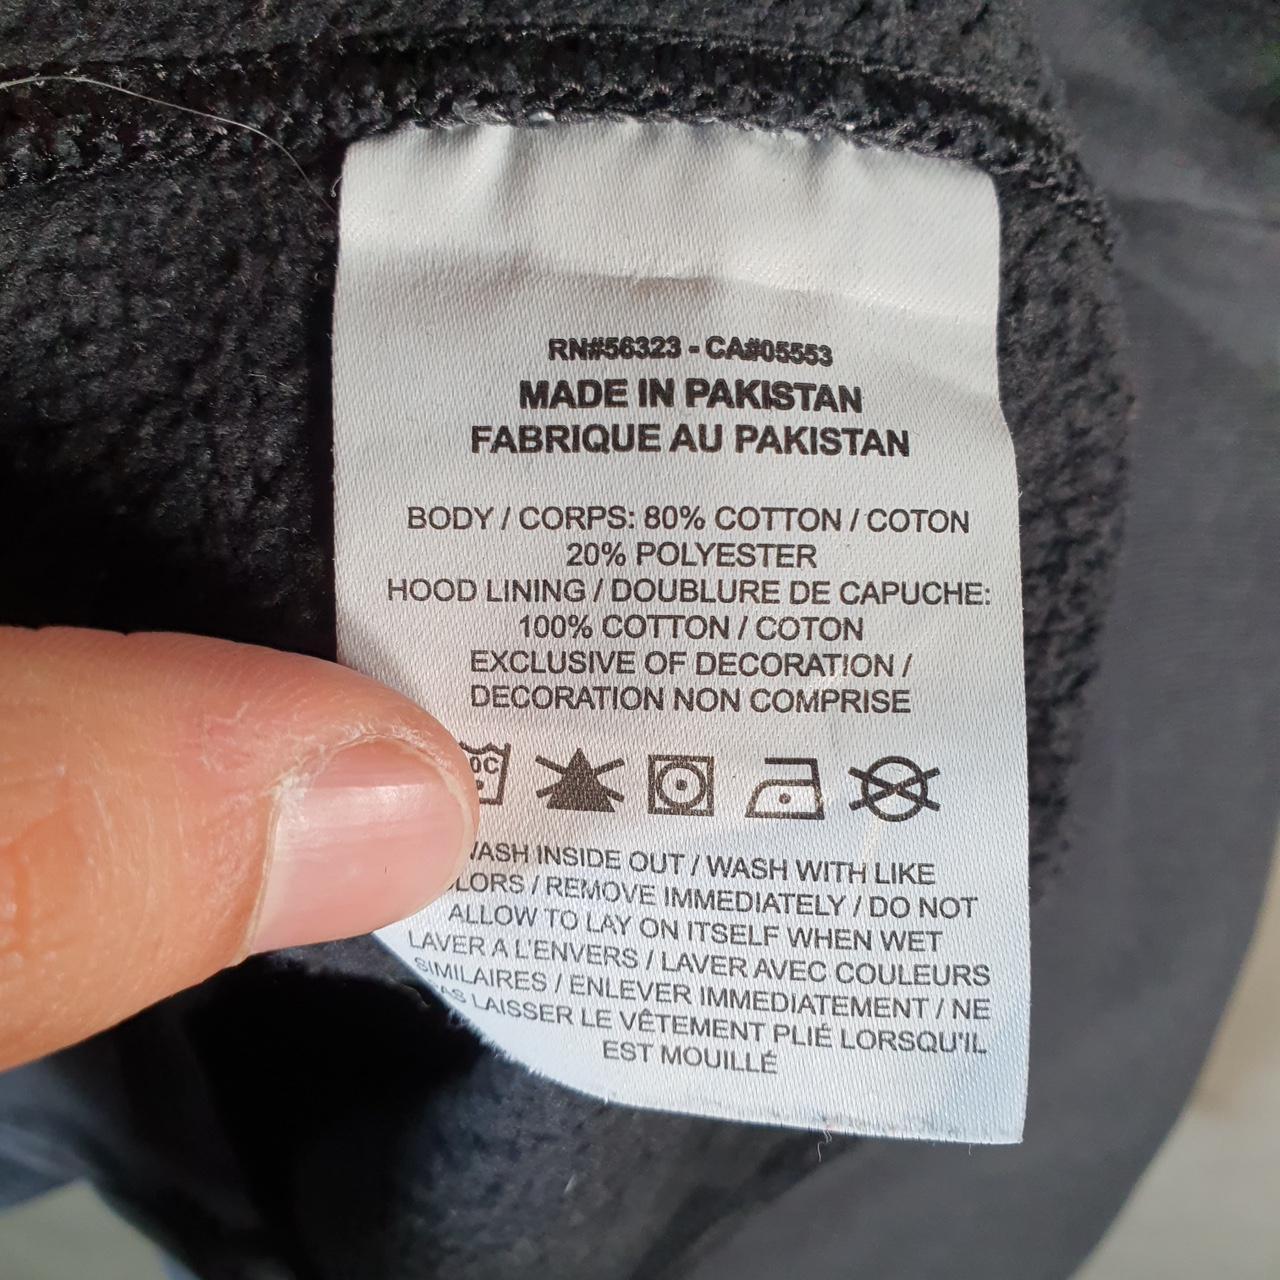 RN#56323 - CA#05553
MADE IN PAKISTAN
FABRIQUE AU PAKISTAN
BODY / CORPS: 80% COTTON / COTON
20% POLYESTER
HOOD LINING / DOUBLURE DE CAPUCHE:
100% COTTON / COTON
EXCLUSIVE OF DECORATION /
DECORATION NON COMPRISE
INSIDE OUT / WASH WITH LIKE
/ REMOVE IMMEDIATELY / DO NOT
ALLOW TO LAY ON ITSELF WHEN WET
LAVER A L'ENVERS / LAVER AVEC COULEURS
SIMILAIRES / ENLEVER IMMEDIATEMENT / NE
PAS LAISSER LE VÊTEMENT PLIÉ LORSQU'IL
EST MOUILLÉ